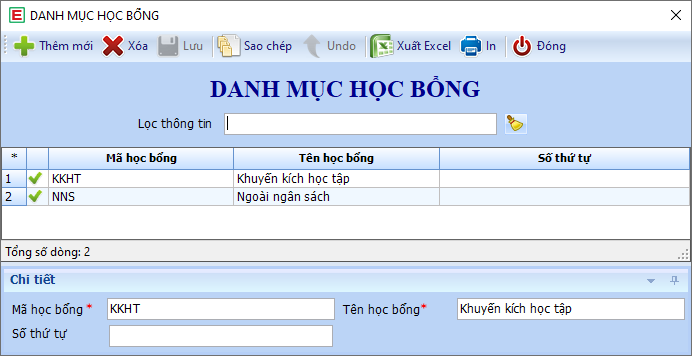 E DANH MỤC HỌC BỔNG
Thêm mới Xóa Lưu Sao chép Undo Xuất Excel In Đóng
DANH MỤC HỌC BỔNG
Lọc thông tin
* Mã học bổng Tên học bổng Số thứ tự
1 KKHT Khuyến kích học tập
2 NNS Ngoài ngân sách
Tổng số dòng: 2
Chi tiết
Mã học bổng * KKHT Tên học bổng* Khuyến kích học tập
Số thứ tự